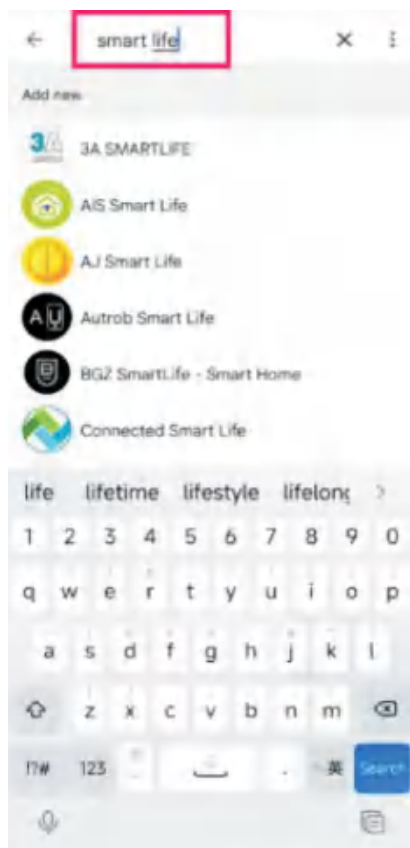 smart life
Add new
3A SMARTLIFE
AIS Smart Life
AJ Smart Life
Autrob Smart Life
BGZ SmartLife - Smart Home
Connected Smart Life
life lifetime lifestyle lifelong
1 2 3 4 5 6 7 8 9 0
q w e r t y u i o p
a s d f g h j k l
z x c v b n m
!?# 123 . 英 Search